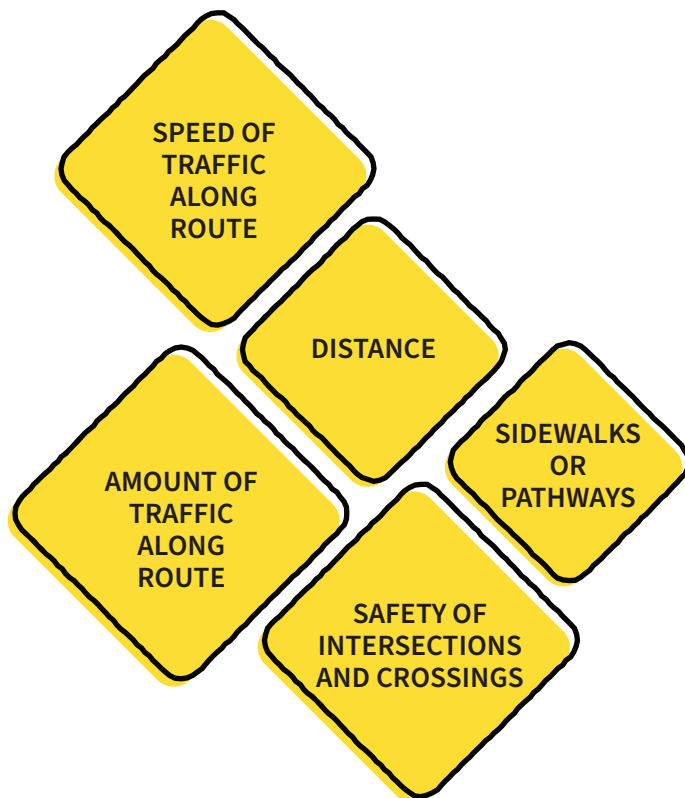 SPEED OF
TRAFFIC
ALONG
ROUTE
DISTANCE
SIDEWALKS
OR
PATHWAYS
AMOUNT OF
TRAFFIC
ALONG
ROUTE
SAFETY OF
INTERSECTIONS
AND CROSSINGS